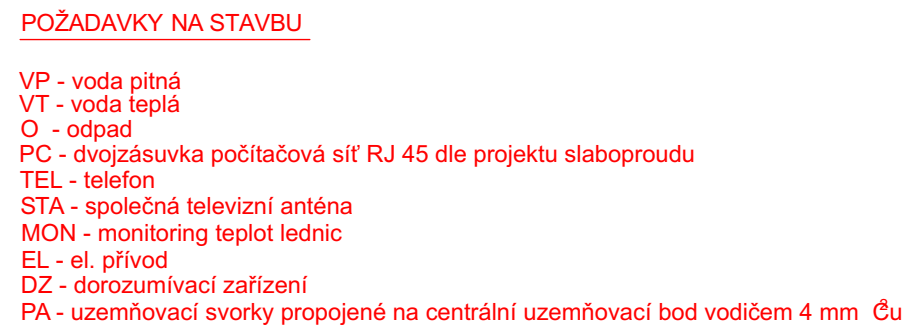 POŽADAVKY NA STAVBU
VP - voda pitná
VT - voda teplá
O - odpad
PC - dvojzásuvka počítačová síť RJ 45 dle projektu slaboproudu
TEL - telefon
STA - společná televizní anténa
MON - monitoring teplot lednic
EL - el. přívod
DZ - dorozumívací zařízení
PA - uzemňovací svorky propojené na centrální uzemňovací bod vodičem 4 mm² Cu